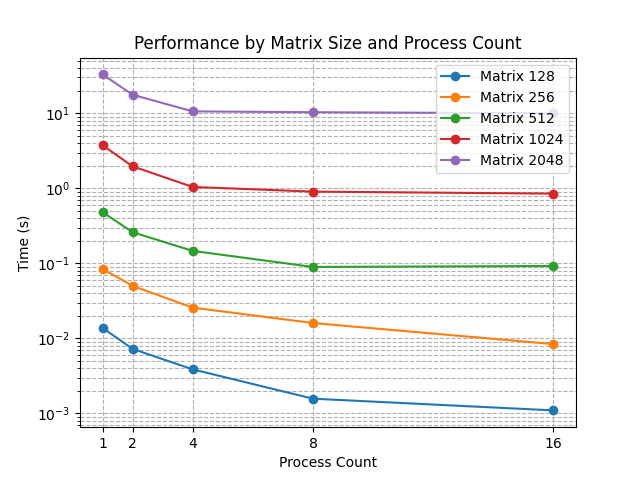 Performance by Matrix Size and Process Count
Matrix 128
Matrix 256
Matrix 512
Matrix 1024
Matrix 2048
Time (s)
10¹
10⁰
10⁻¹
10⁻²
10⁻³
1 2 4 8 16
Process Count